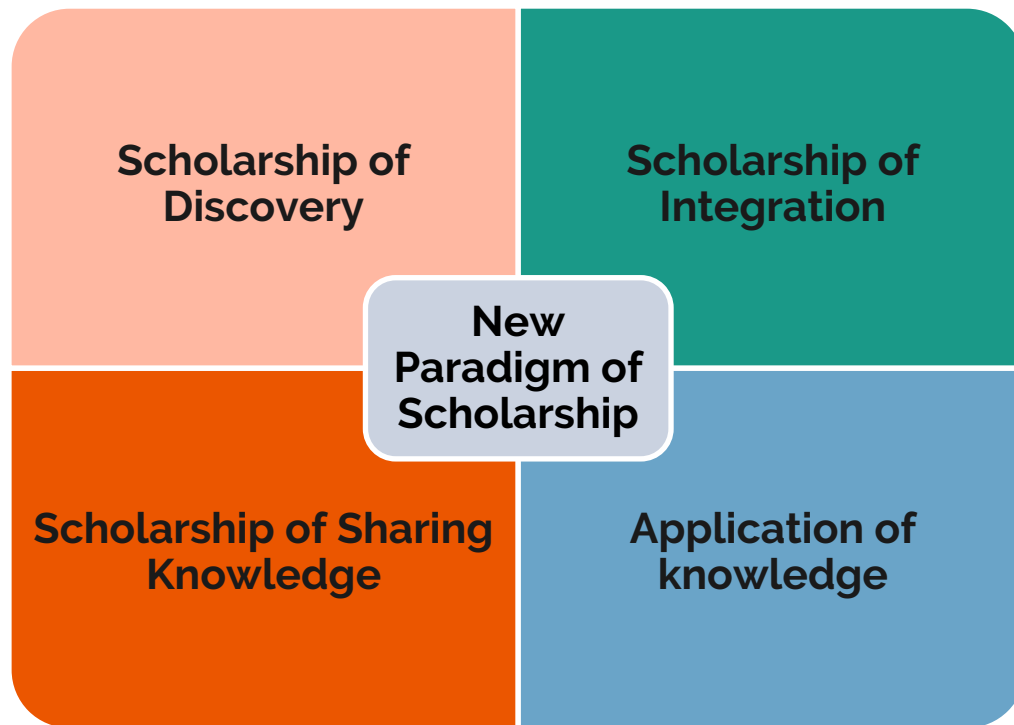 Scholarship of
Discovery
Scholarship of
Integration
New
Paradigm of
Scholarship
Scholarship of Sharing
Knowledge
Application of
knowledge